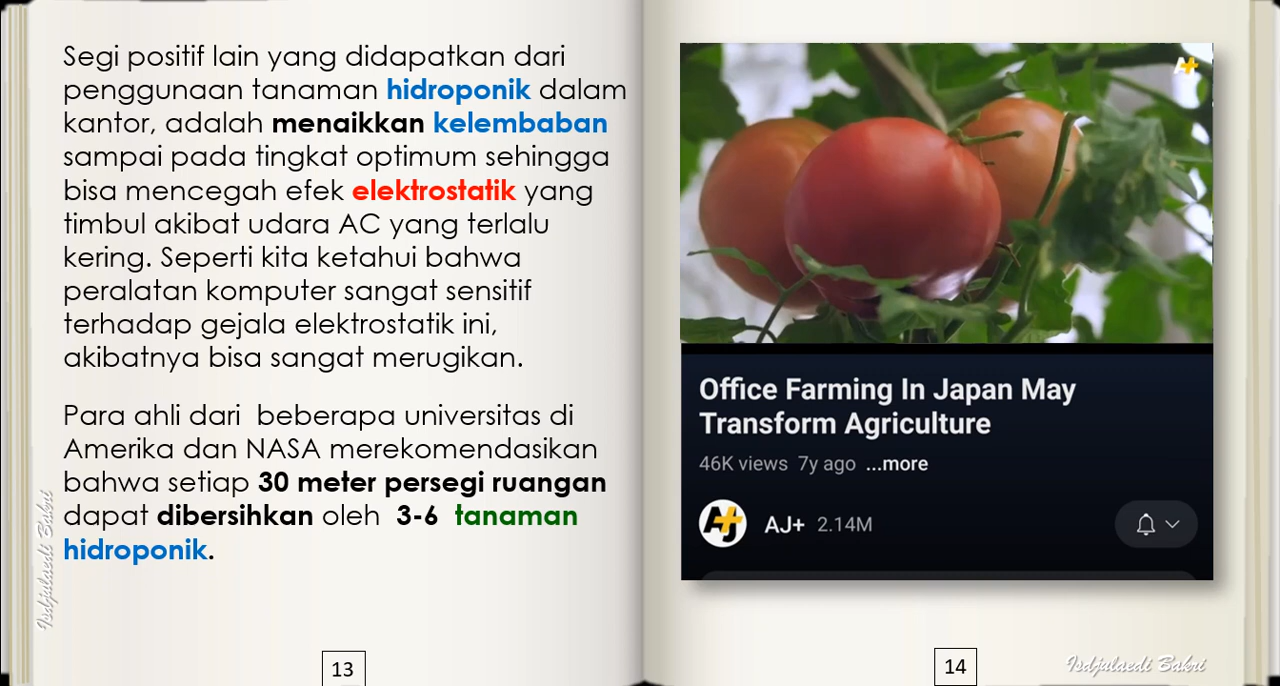 Segi positif lain yang didapatkan dari
penggunaan tanaman hidroponik dalam
kantor, adalah menaikkan kelembaban
sampai pada tingkat optimum sehingga
bisa mencegah efek elektrostatik yang
timbul akibat udara AC yang terlalu
kering. Seperti kita ketahui bahwa
peralatan komputer sangat sensitif
terhadap gejala elektrostatik ini,
akibatnya bisa sangat merugikan.
Para ahli dari  beberapa universitas di
Amerika dan NASA merekomendasikan
bahwa setiap 30 meter persegi ruangan
dapat dibersihkan oleh  3-6  tanaman
hidroponik.
Isdjulaedi Bakri
13
A+
Office Farming In Japan May
Transform Agriculture
46K views  7y ago  ...more
AJ+
AJ+  2.14M
14
Isdjulaedi Bakri